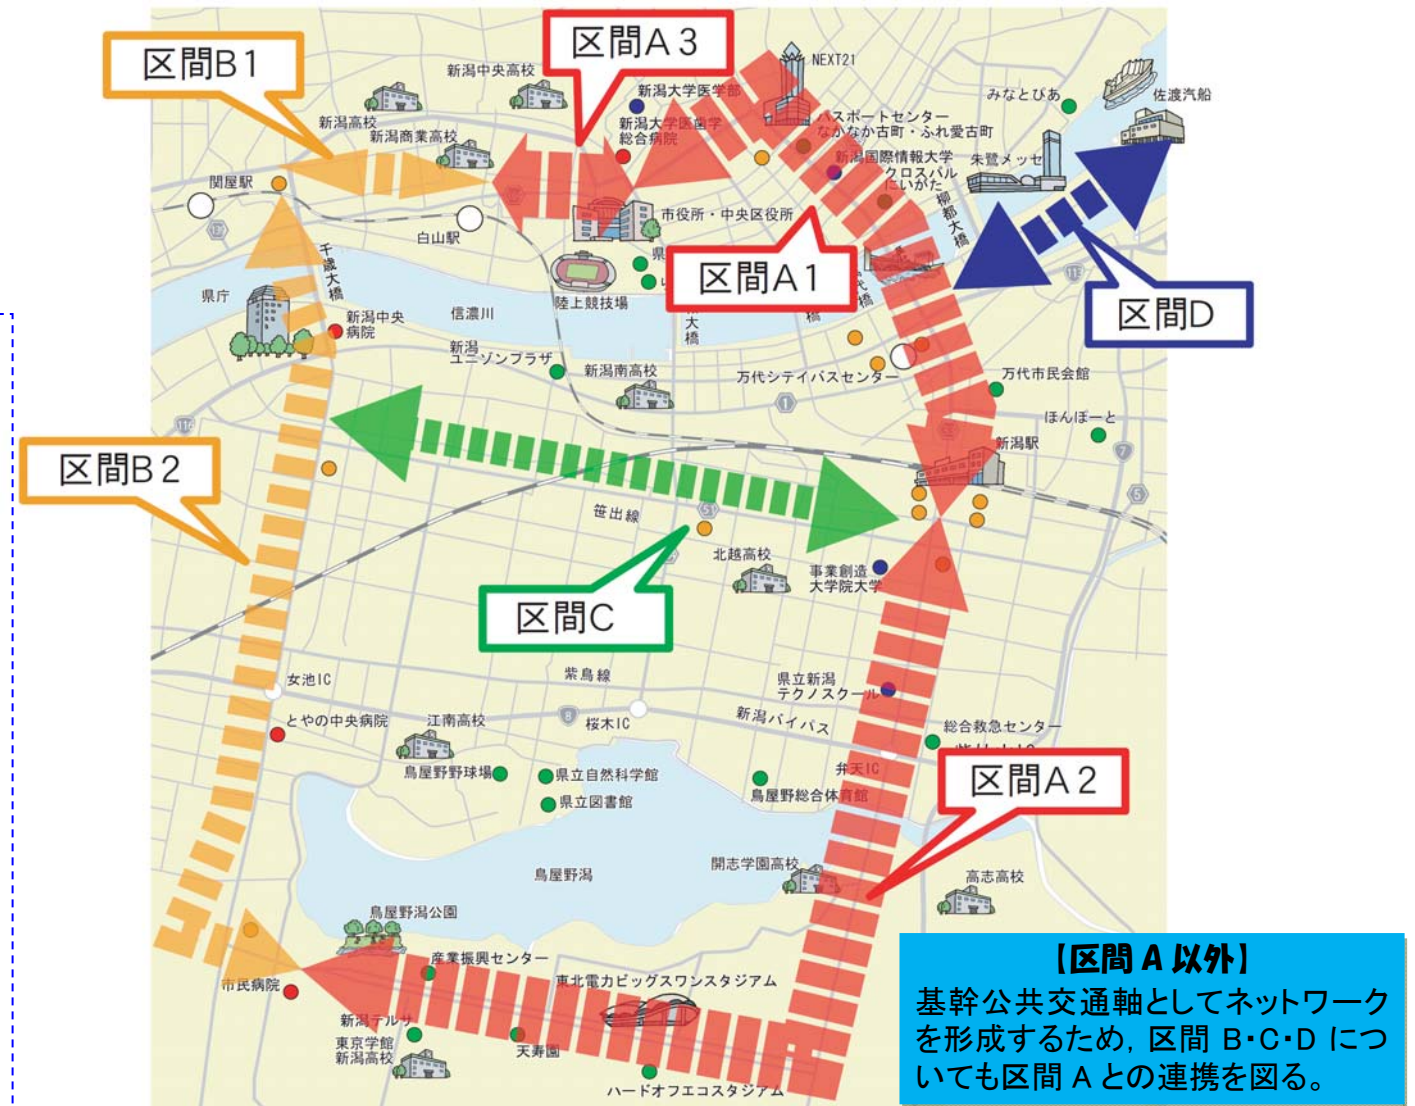 区間B1
区間A3
新潟中央高校
新潟高校
新潟商業高校
新潟大学医学部
新潟大学医歯学
総合病院
NEXT21
パスポートセンター
なかなか古町・ふれ愛古町
新潟国際情報大学
クロスパル
にいがた
みなとぴあ
佐渡汽船
朱鷺メッセ
柳都大橋
関屋駅
白山駅
市役所・中央区役所
千歳大橋
県庁
新潟中央
病院
信濃川
陸上競技場
区間A1
区間D
113
新潟
ユニゾンプラザ
新潟南高校
大橋
代橋
万代シテイバスセンター
万代市民会館
ほんぽーと
新潟駅
1
7
5
116
区間B2
笹出線
51
北越高校
事業創造
大学院大学
区間C
女池IC
紫鳥線
県立新潟
テクノスクール
とやの中央病院
江南高校
8
桜木IC
新潟バイパス
総合救急センター
弁天IC
鳥屋野野球場
県立自然科学館
県立図書館
鳥屋野総合体育館
区間A2
鳥屋野潟
開志学園高校
高志高校
鳥屋野潟公園
産業振興センター
東北電力ビッグスワンスタジアム
市民病院
新潟テルサ
東京学館
新潟高校
天寿園
ハードオフエコスタジアム
【区間 A 以外】
基幹公共交通軸としてネットワーク
を形成するため, 区間 B・C・D につ
いても区間 A との連携を図る。